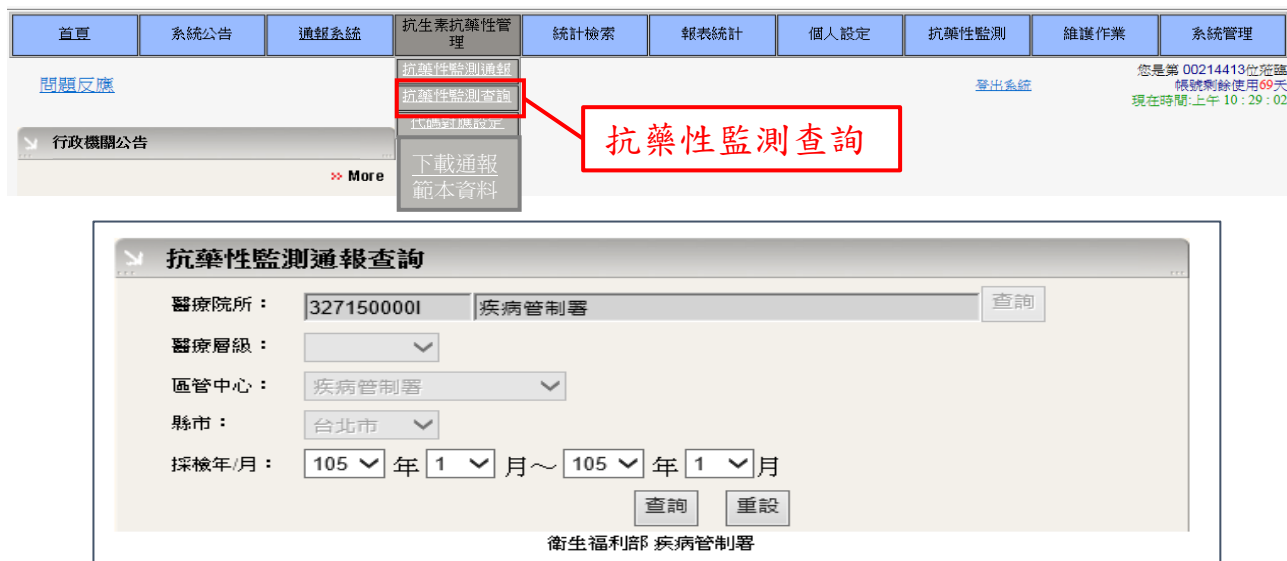 首頁 系統公告 通報系統 抗生素抗藥性管理 統計檢索 報表統計 個人設定 抗藥性監測 維護作業 系統管理
問題反應
抗藥性監測通報
抗藥性監測查詢
代碼對應設定
下載通報
範本資料
抗藥性監測查詢
登出系統
您是第 00214413位蒞臨
帳號剩餘使用69天
現在時間:上午 10 : 29 : 02
行政機關公告
» More
抗藥性監測通報查詢
醫療院所： 327150000I 疾病管制署 查詢
醫療層級：
區管中心： 疾病管制署
縣市： 台北市
採檢年/月： 105 年 1 月～ 105 年 1 月
查詢 重設
衛生福利部 疾病管制署